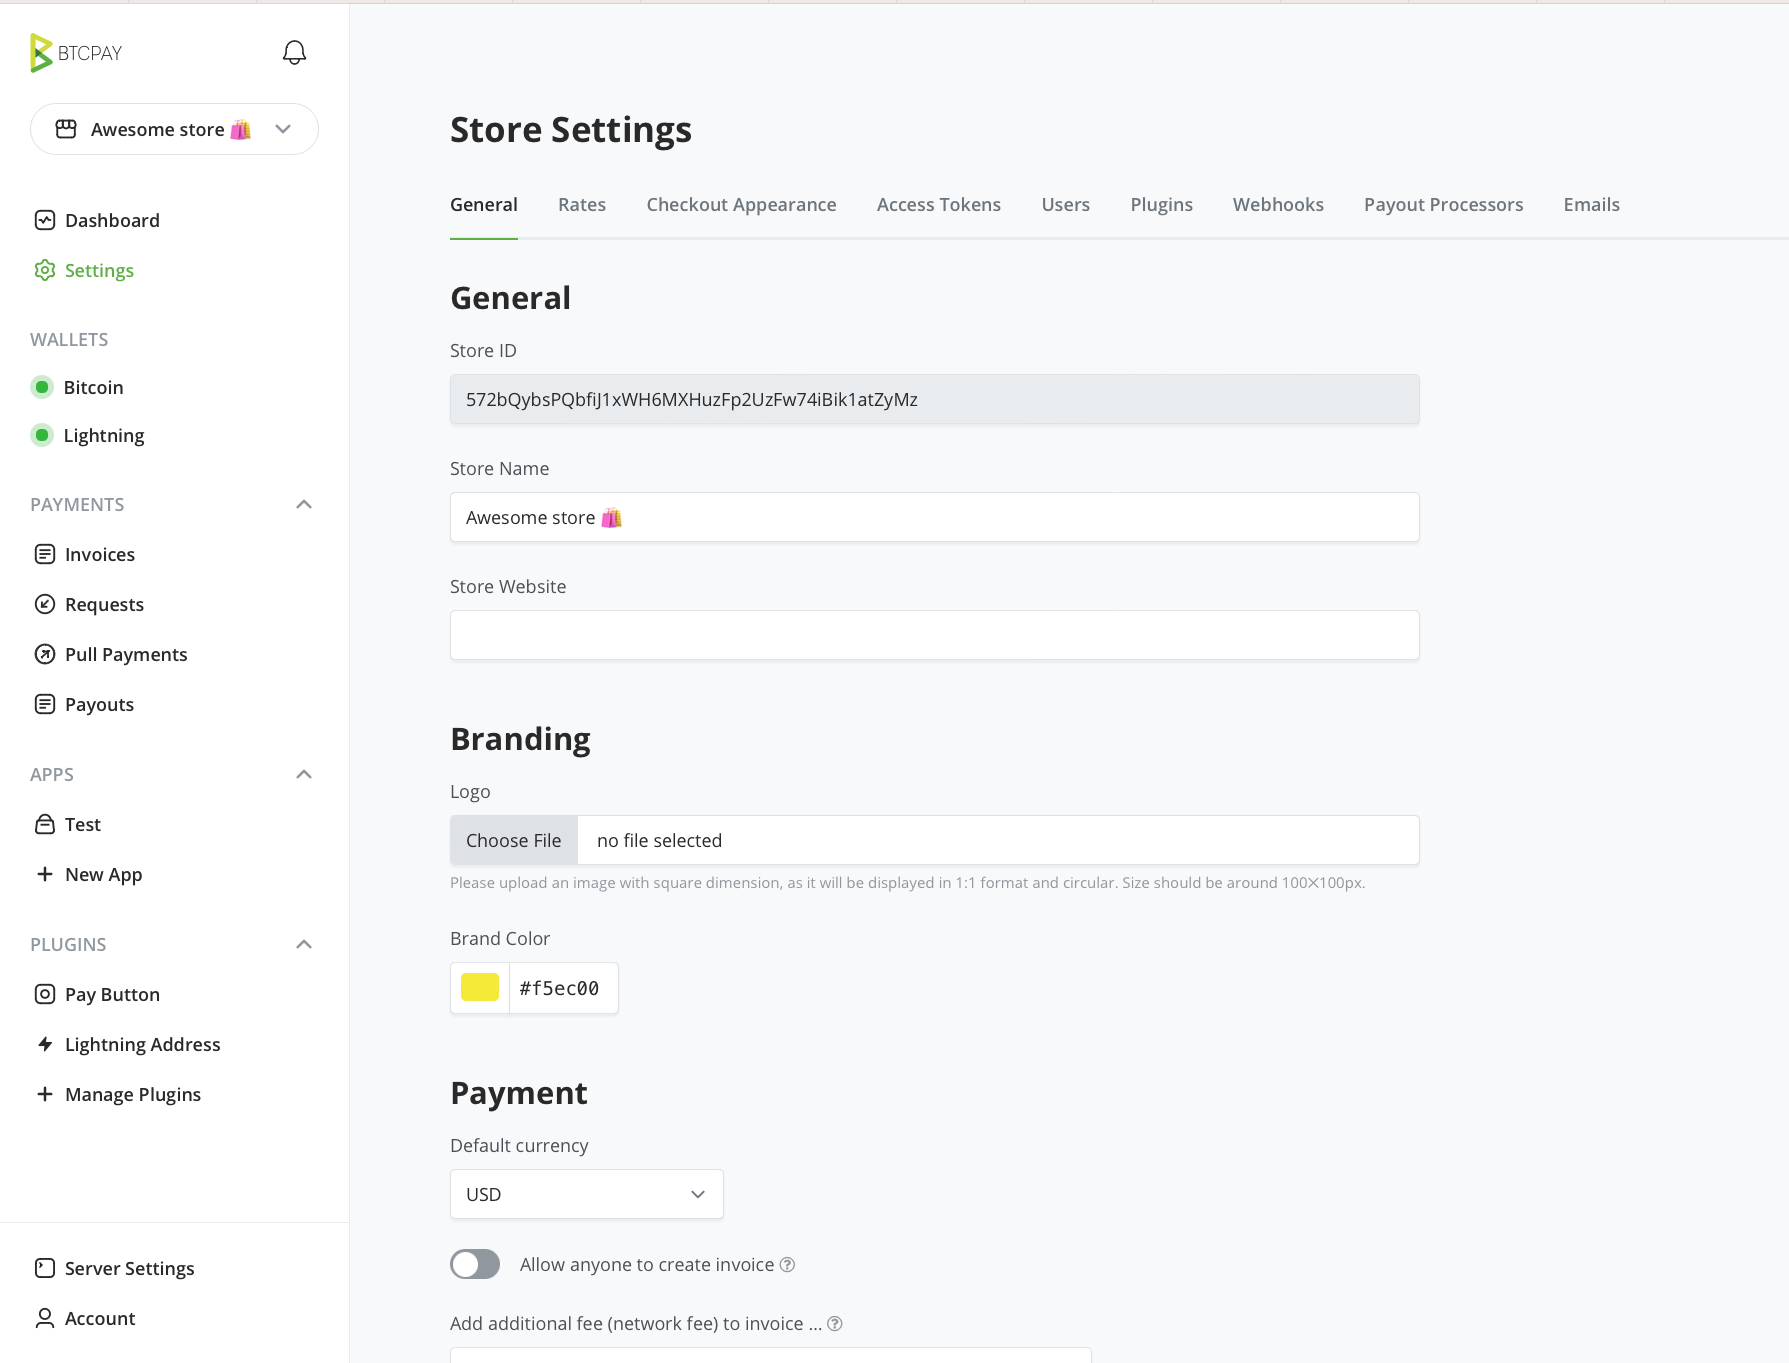 BTCPAY
Awesome store 🛍️
Dashboard
Settings
WALLETS
Bitcoin
Lightning
PAYMENTS
Invoices
Requests
Pull Payments
Payouts
APPS
Test
New App
PLUGINS
Pay Button
Lightning Address
Manage Plugins
Server Settings
Account
Store Settings
General Rates Checkout Appearance Access Tokens Users Plugins Webhooks Payout Processors Emails
General
Store ID
572bQybsPQbfiJ1xWH6MXHuzFp2UzFw74iBik1atZyMz
Store Name
Awesome store 🛍️
Store Website
Branding
Logo
Choose File no file selected
Please upload an image with square dimension, as it will be displayed in 1:1 format and circular. Size should be around 100✕100px.
Brand Color
#f5ec00
Payment
Default currency
USD
Allow anyone to create invoice
Add additional fee (network fee) to invoice ...